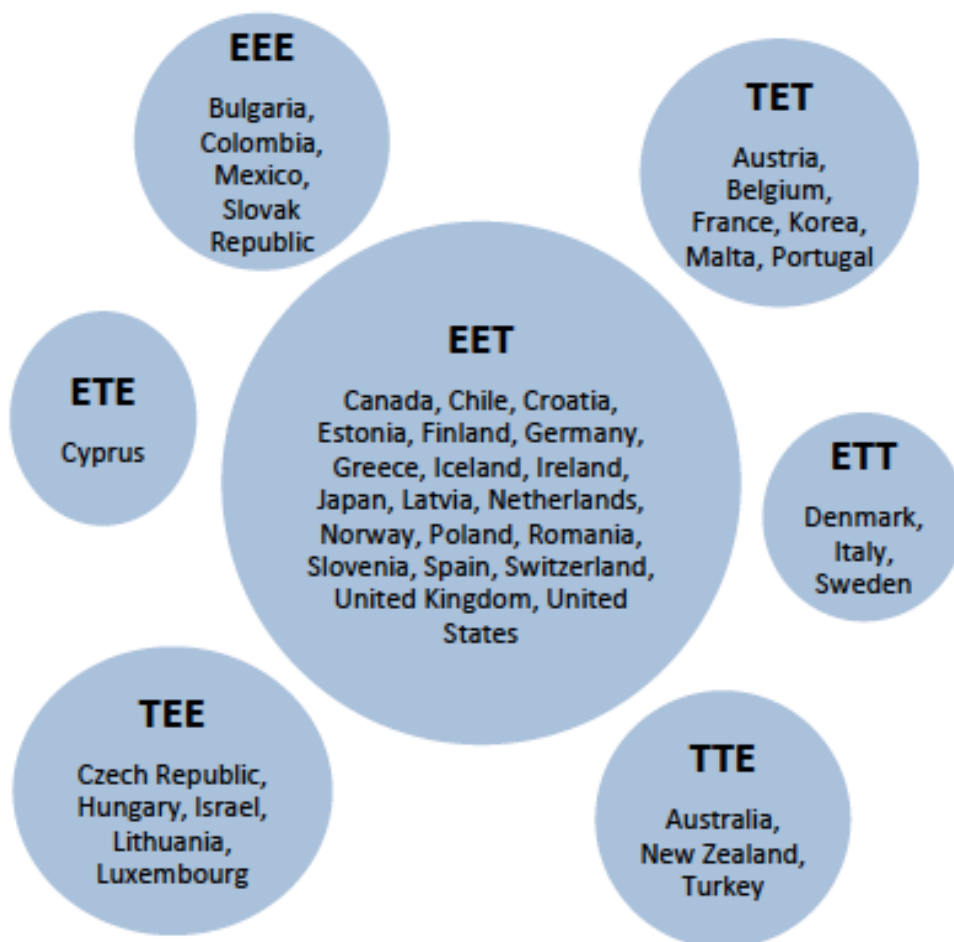 EEE
Bulgaria,
Colombia,
Mexico,
Slovak
Republic
TET
Austria,
Belgium,
France, Korea,
Malta, Portugal
EET
Canada, Chile, Croatia,
Estonia, Finland, Germany,
Greece, Iceland, Ireland,
Japan, Latvia, Netherlands,
Norway, Poland, Romania,
Slovenia, Spain, Switzerland,
United Kingdom, United
States
ETE
Cyprus
ETT
Denmark,
Italy,
Sweden
TEE
Czech Republic,
Hungary, Israel,
Lithuania,
Luxembourg
TTE
Australia,
New Zealand,
Turkey